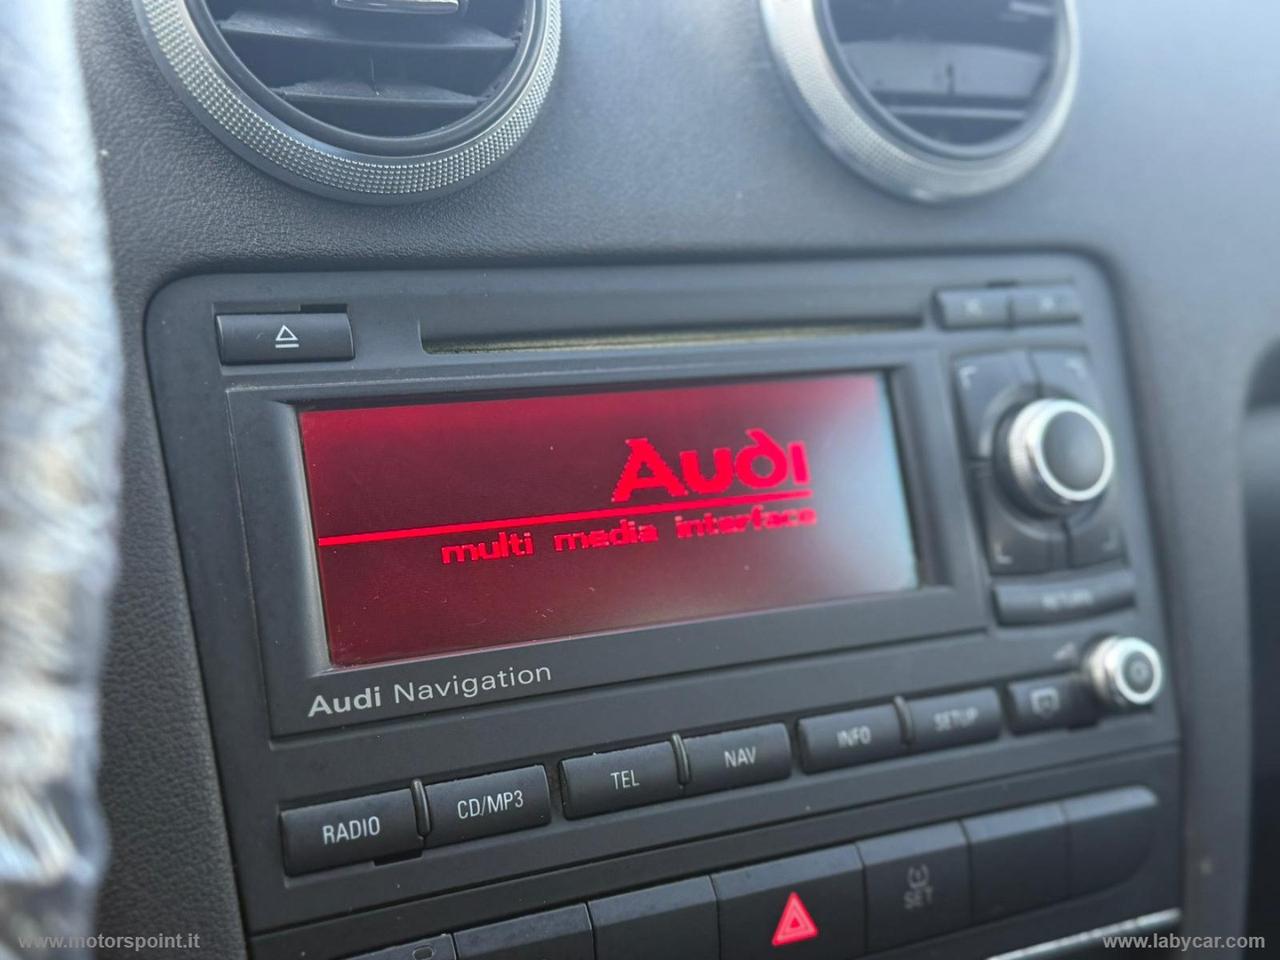 Audi
multi media interface
Audi Navigation
RETURN
RADIO
CD/MP3
TEL
NAV
INFO
SETUP
SET
www.motorspoint.it
www.labycar.com